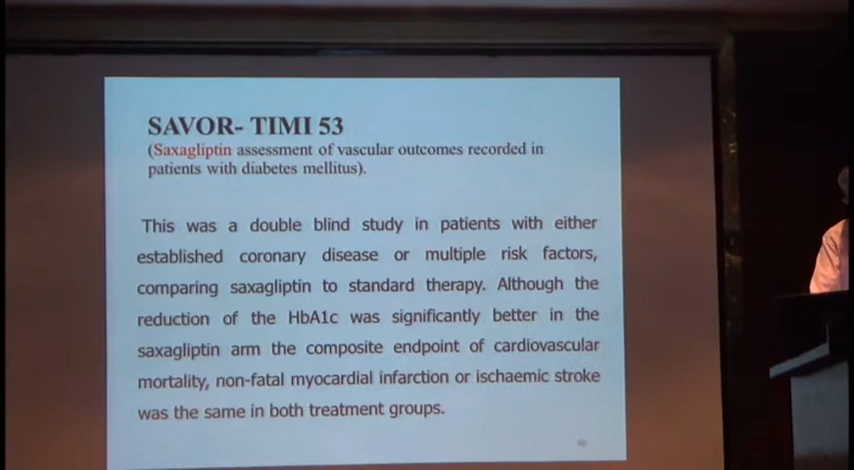 SAVOR- TIMI 53
(Saxagliptin assessment of vascular outcomes recorded in
patients with diabetes mellitus).
This was a double blind study in patients with either
established coronary disease or multiple risk factors,
comparing saxagliptin to standard therapy. Although the
reduction of the HbA1c was significantly better in the
saxagliptin arm the composite endpoint of cardiovascular
mortality, non-fatal myocardial infarction or ischaemic stroke
was the same in both treatment groups.